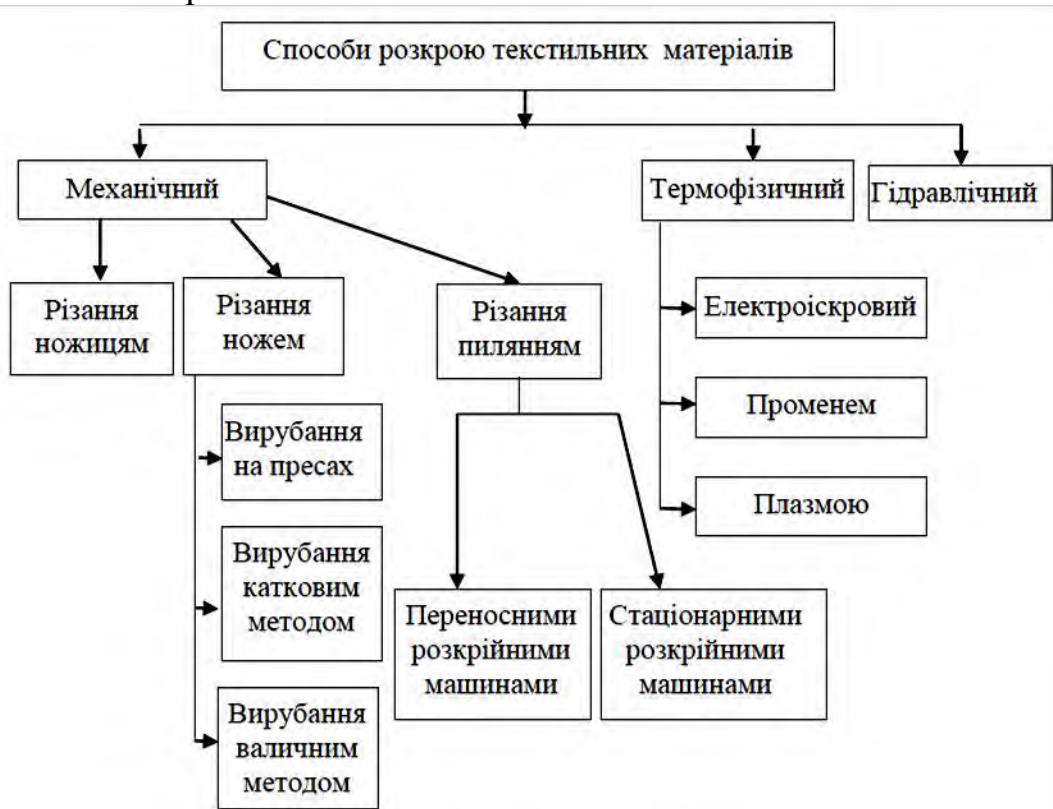 Способи розкрою текстильних матеріалів
Механічний
Термофізичний
Гідравлічний
Різання
ножицям
Різання
ножем
Різання
пилянням
Електроіскровий
Променем
Плазмою
Вирубання
на пресах
Вирубання
катковим
методом
Вирубання
валичним
методом
Переносними
розкрійними
машинами
Стаціонарними
розкрійними
машинами